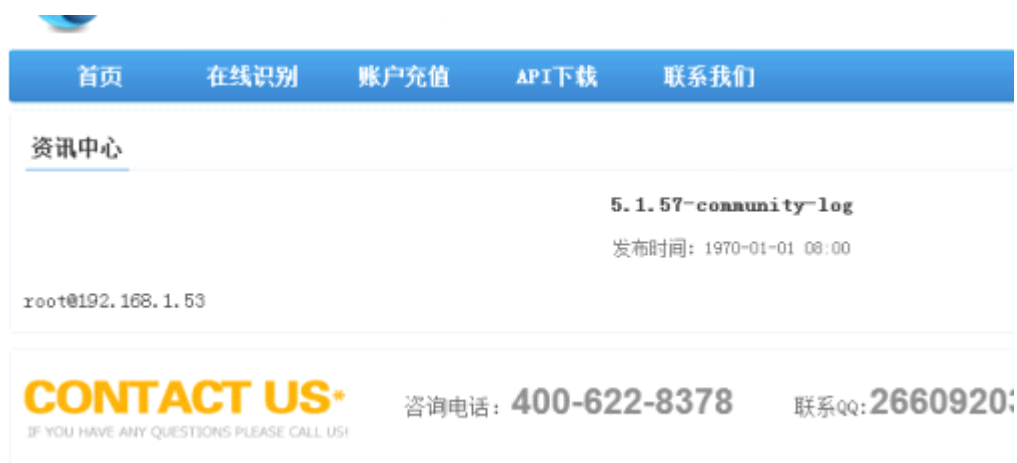 首页 在线识别 账户充值 API下载 联系我们
资讯中心
5.1.57-community-log
发布时间：1970-01-01 08:00
root@192.168.1.53
CONTACT US*
IF YOU HAVE ANY QUESTIONS PLEASE CALL US!
咨询电话：400-622-8378
联系QQ:26609203